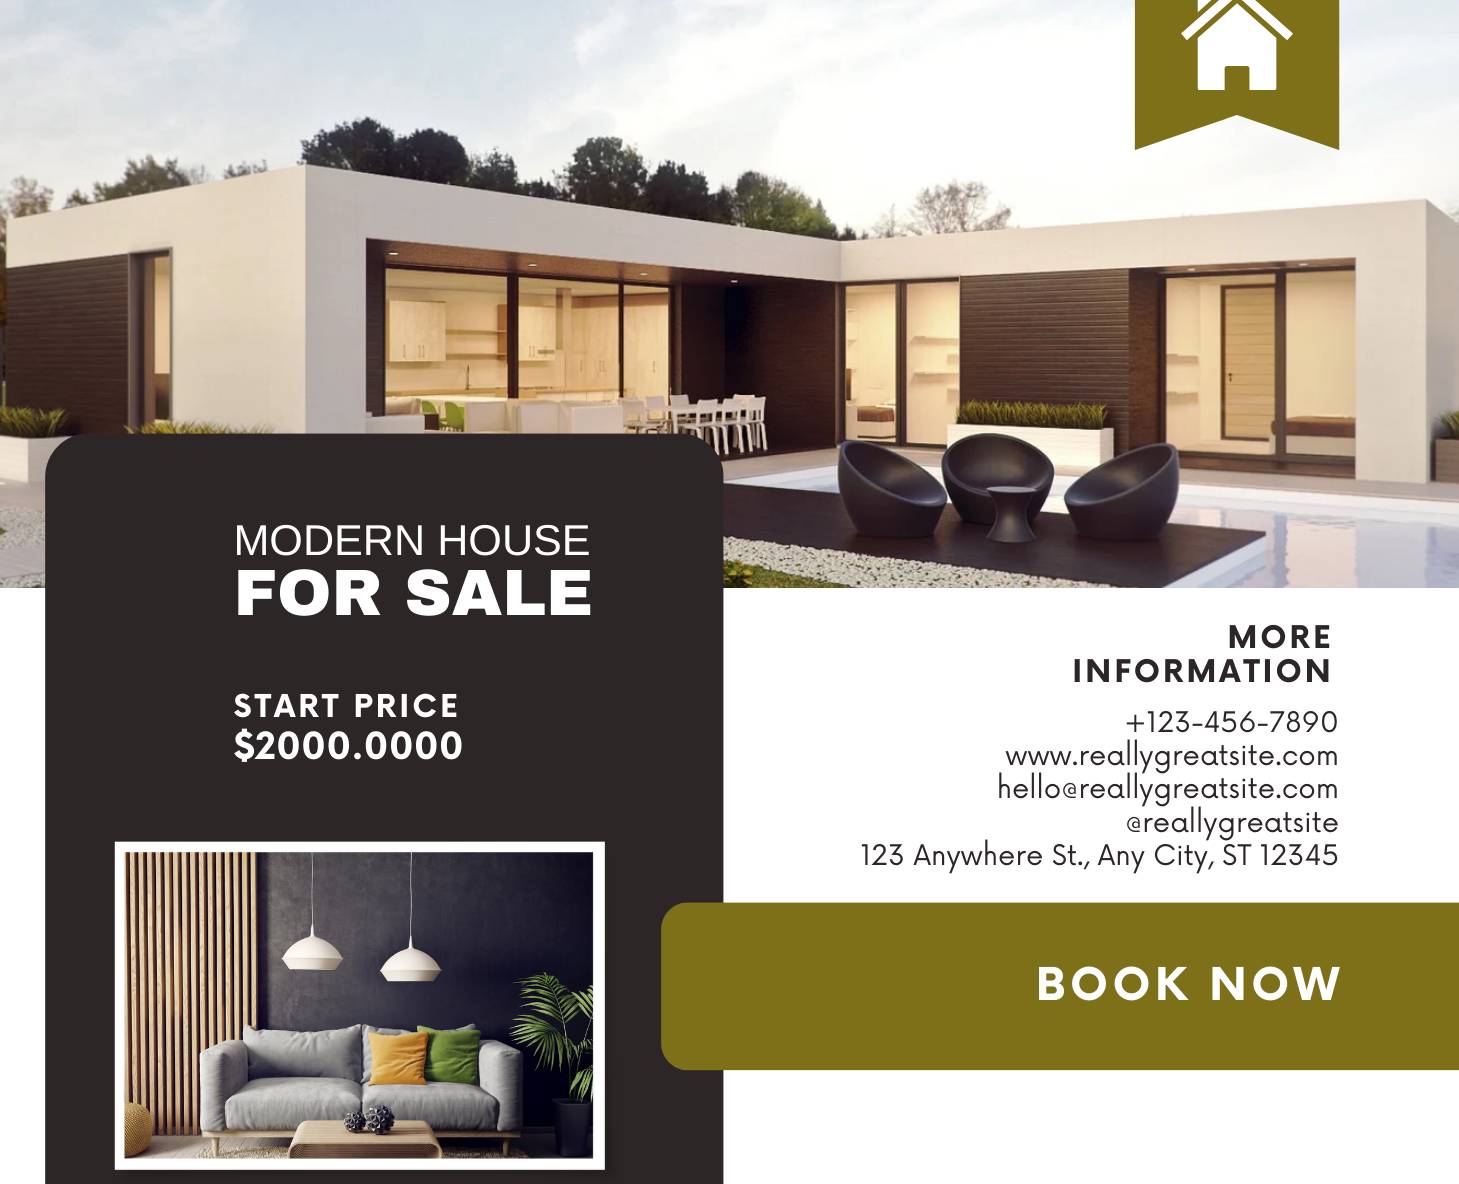 MODERN HOUSE
FOR SALE
START PRICE
$2000.0000
MORE
INFORMATION
+123-456-7890
www.reallygreatsite.com
hello@reallygreatsite.com
@reallygreatsite
123 Anywhere St., Any City, ST 12345
BOOK NOW